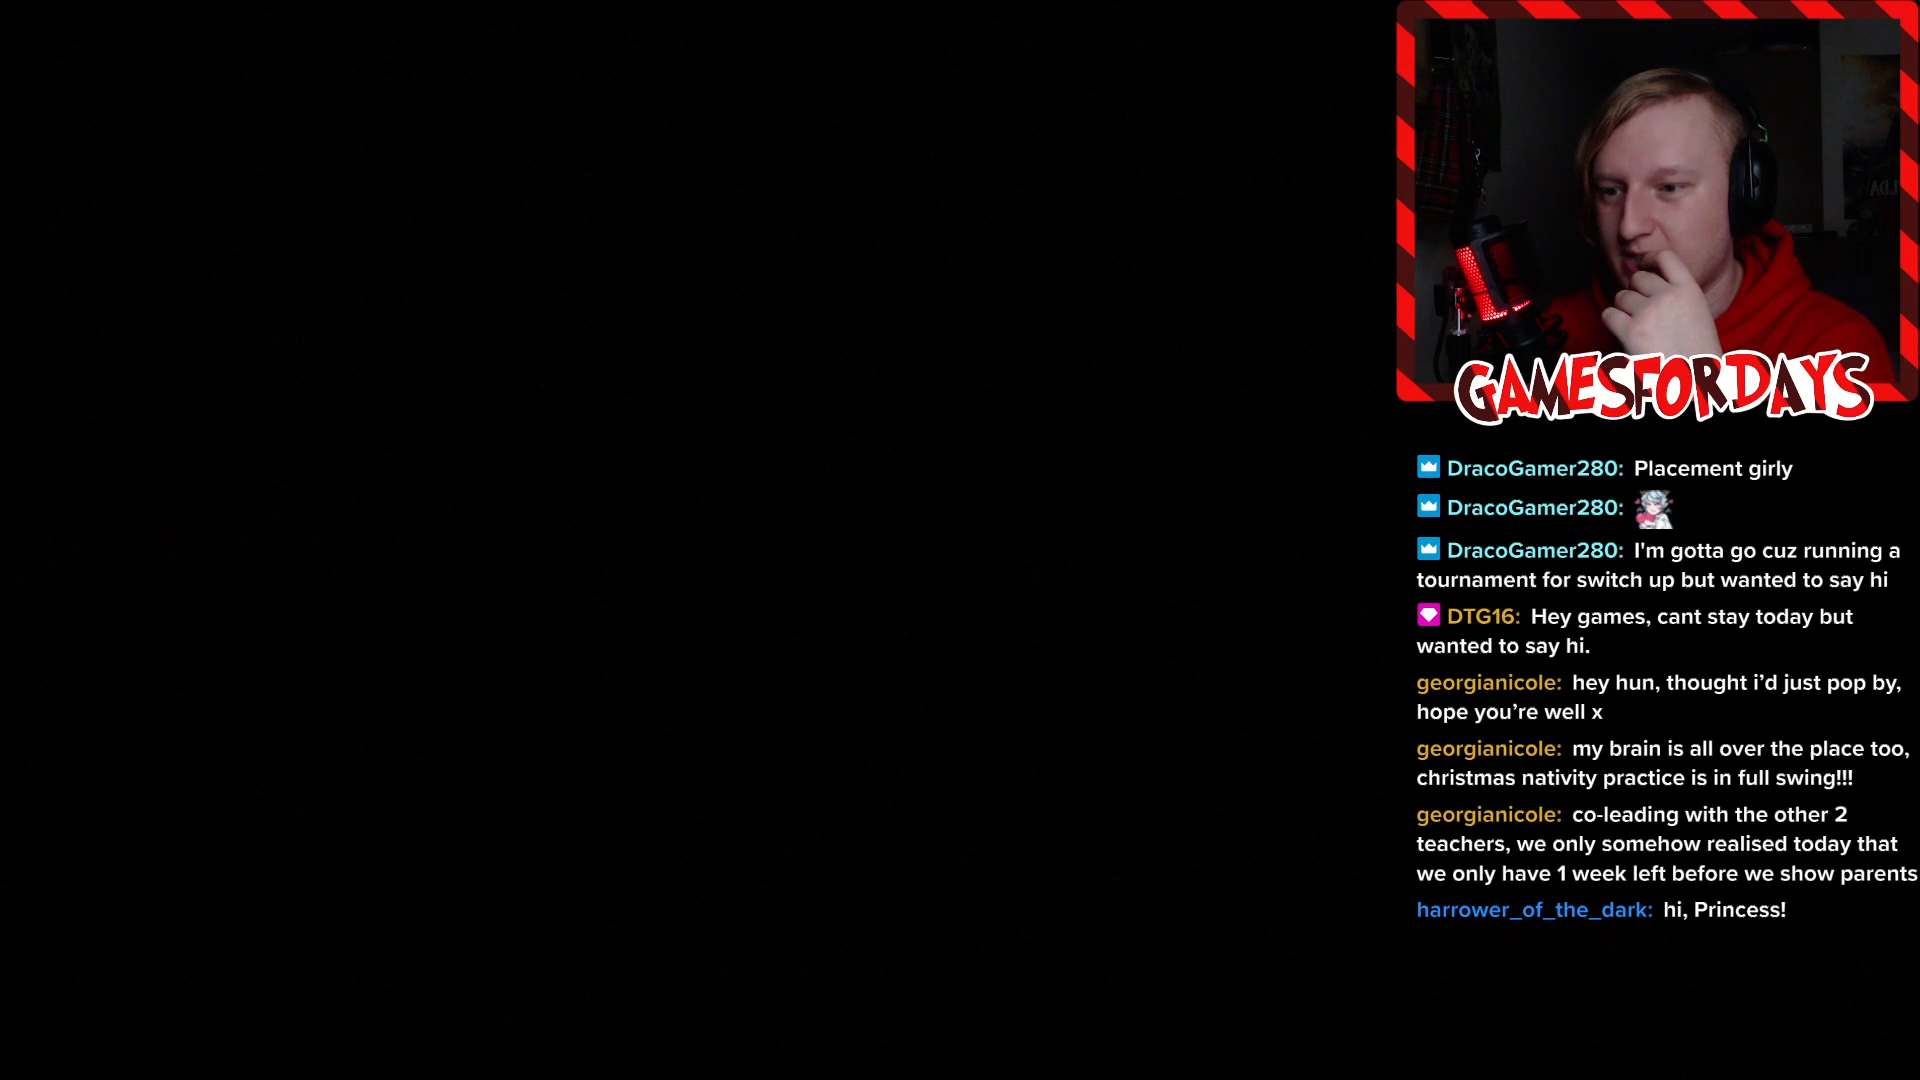 LDA
GAMESFORDAYS
DracoGamer280: Placement girly
DracoGamer280:
DracoGamer280: I'm gotta go cuz running a
tournament for switch up but wanted to say hi
DTG16: Hey games, cant stay today but
wanted to say hi.
georgianicole: hey hun, thought i’d just pop by,
hope you’re well x
georgianicole: my brain is all over the place too,
christmas nativity practice is in full swing!!!
georgianicole: co-leading with the other 2
teachers, we only somehow realised today that
we only have 1 week left before we show parents
harrower_of_the_dark: hi, Princess!